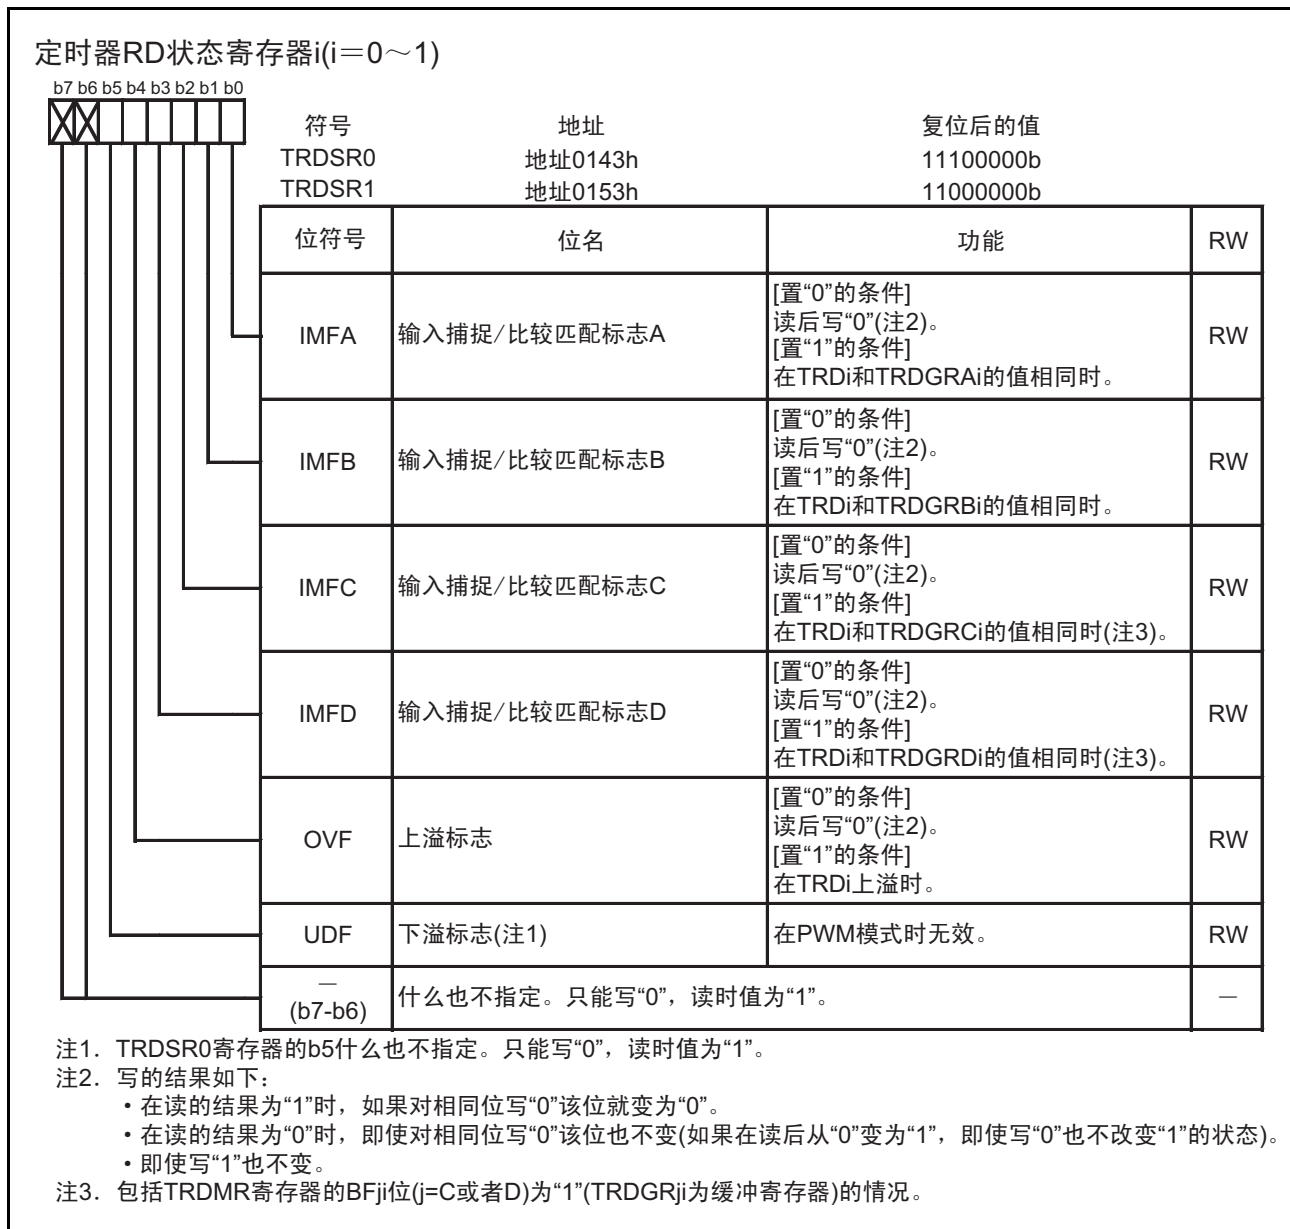 定时器RD状态寄存器i(i＝0～1)
b7 b6 b5 b4 b3 b2 b1 b0
符号 地址 复位后的值
TRDSR0 地址0143h 11100000b
TRDSR1 地址0153h 11000000b
位符号 位名 功能 RW
[置“0”的条件]
读后写“0”(注2)。
[置“1”的条件]
在TRDi和TRDGRAi的值相同时。
IMFA 输入捕捉/比较匹配标志A RW
[置“0”的条件]
读后写“0”(注2)。
[置“1”的条件]
在TRDi和TRDGRBi的值相同时。
IMFB 输入捕捉/比较匹配标志B RW
[置“0”的条件]
读后写“0”(注2)。
[置“1”的条件]
在TRDi和TRDGRCi的值相同时(注3)。
IMFC 输入捕捉/比较匹配标志C RW
[置“0”的条件]
读后写“0”(注2)。
[置“1”的条件]
在TRDi和TRDGRDi的值相同时(注3)。
IMFD 输入捕捉/比较匹配标志D RW
[置“0”的条件]
读后写“0”(注2)。
[置“1”的条件]
在TRDi上溢时。
OVF 上溢标志 RW
UDF 下溢标志(注1) 在PWM模式时无效。 RW
—
(b7-b6) 什么也不指定。只能写“0”，读时值为“1”。 —
注1．TRDSR0寄存器的b5什么也不指定。只能写“0”，读时值为“1”。
注2．写的结果如下：
・在读的结果为“1”时，如果对相同位写“0”该位就变为“0”。
・在读的结果为“0”时，即使对相同位写“0”该位也不变(如果在读后从“0”变为“1”，即使写“0”也不改变“1”的状态)。
・即使写“1”也不变。
注3．包括TRDMR寄存器的BFji位(j=C或者D)为“1”(TRDGRji为缓冲寄存器)的情况。